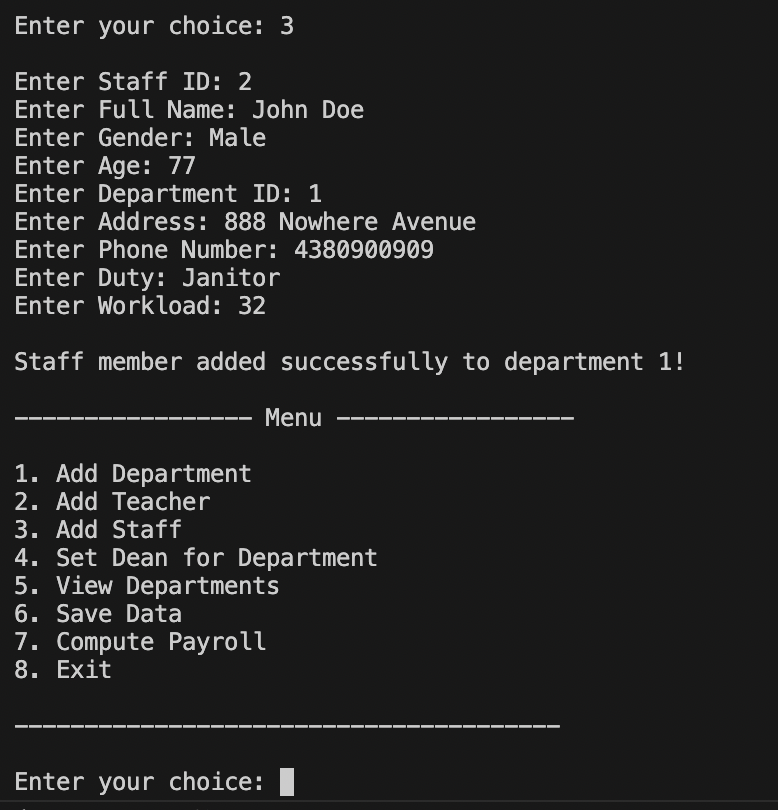 Enter your choice: 3
Enter Staff ID: 2
Enter Full Name: John Doe
Enter Gender: Male
Enter Age: 77
Enter Department ID: 1
Enter Address: 888 Nowhere Avenue
Enter Phone Number: 4380900909
Enter Duty: Janitor
Enter Workload: 32
Staff member added successfully to department 1!
----------------- Menu -----------------
1. Add Department
2. Add Teacher
3. Add Staff
4. Set Dean for Department
5. View Departments
6. Save Data
7. Compute Payroll
8. Exit
---------------------------------------
Enter your choice: